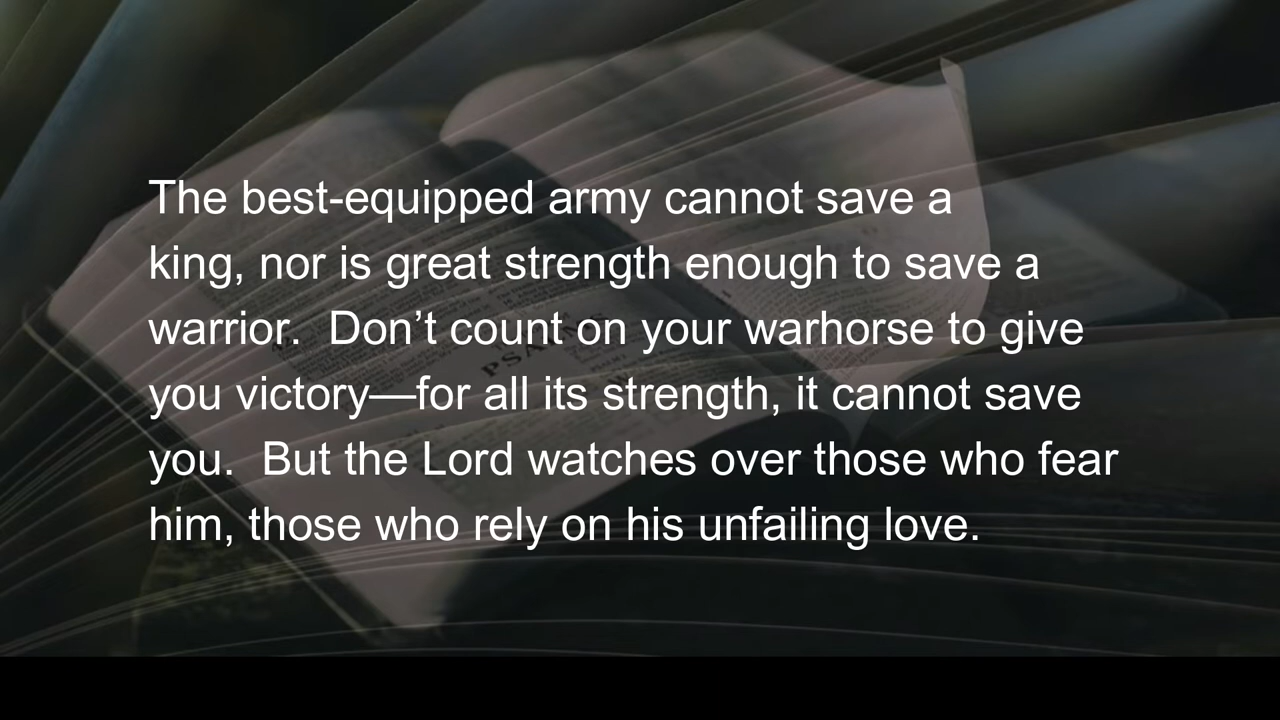 The best-equipped army cannot save a
king, nor is great strength enough to save a
warrior.  Don’t count on your warhorse to give
you victory—for all its strength, it cannot save
you.  But the Lord watches over those who fear
him, those who rely on his unfailing love.
PSALMS